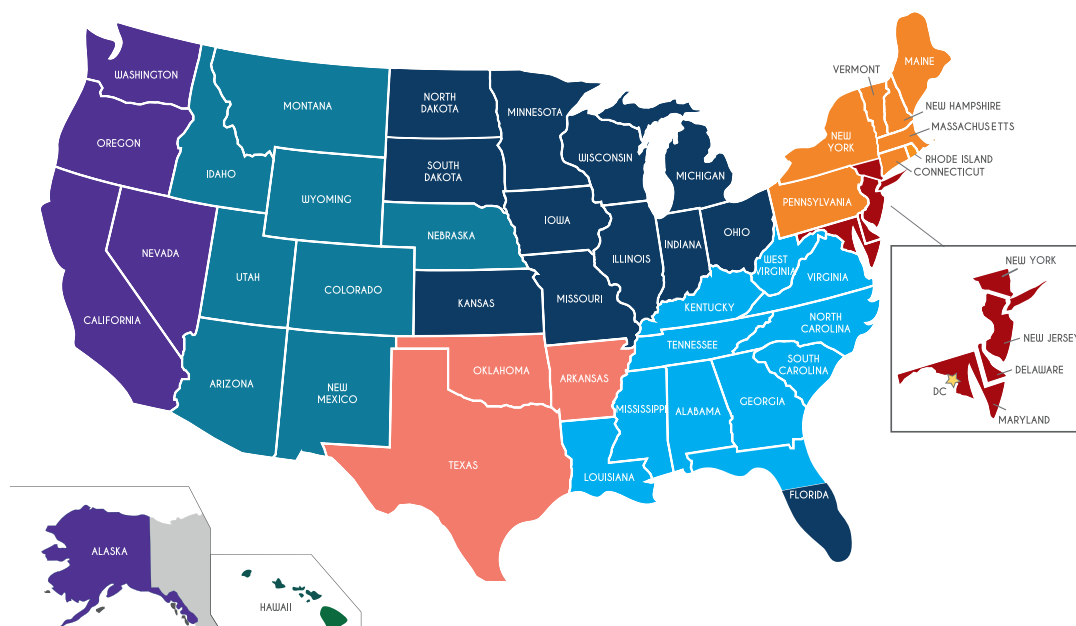 MAINE
VERMONT
WASHINGTON
NORTH
DAKOTA
MONTANA
MINNESOTA
NEW HAMPSHIRE
MASSACHUSETTS
OREGON
NEW
YORK
WISCONSIN
RHODE ISLAND
CONNECTICUT
SOUTH
DAKOTA
IDAHO
MICHIGAN
WYOMING
PENNSYLVANIA
IOWA
NEBRASKA
OHIO
INDIANA
NEVADA
ILLINOIS
WEST
VIRGINIA
NEW YORK
UTAH
COLORADO
VIRGINIA
KANSAS
MISSOURI
KENTUCKY
CALIFORNIA
NORTH
CAROLINA
NEW JERSEY
TENNESSEE
SOUTH
CAROLINA
OKLAHOMA
ARKANSAS
DELAWARE
ARIZONA
NEW
MEXICO
DC
MISSISSIPPI
ALABAMA
GEORGIA
MARYLAND
TEXAS
LOUISIANA
FLORIDA
ALASKA
HAWAII